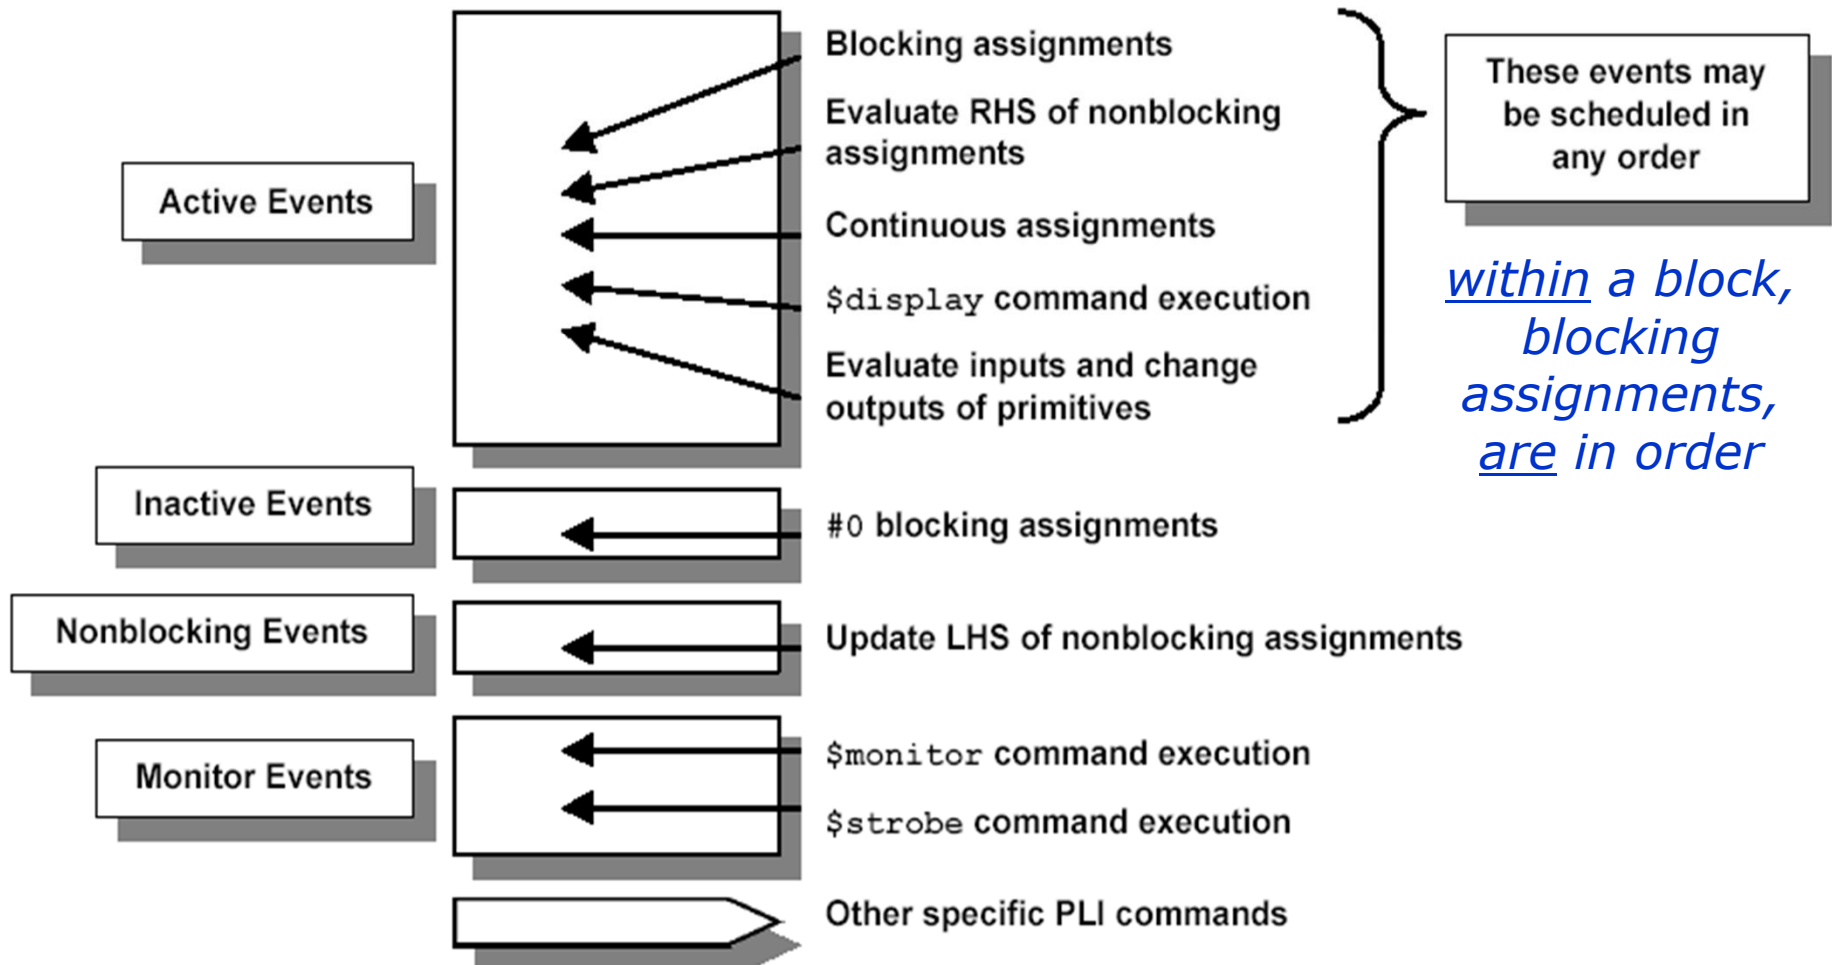 Active Events
Blocking assignments
Evaluate RHS of nonblocking
assignments
Continuous assignments
$display command execution
Evaluate inputs and change
outputs of primitives
These events may
be scheduled in
any order
within a block,
blocking
assignments,
are in order
Inactive Events
#0 blocking assignments
Nonblocking Events
Update LHS of nonblocking assignments
Monitor Events
$monitor command execution
$strobe command execution
Other specific PLI commands